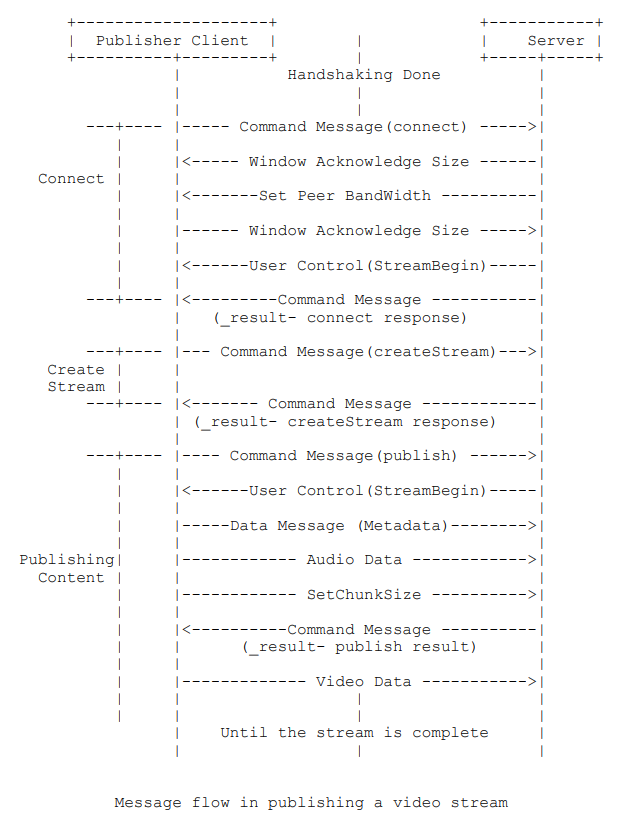 +--------------------+                      +-----------+
|  Publisher Client  |        |            |    Server |
+----------+---------+        |            +-----+-----+
|           Handshaking Done          |
|                  |                  |
|                  |                  |
---+---- |----- Command Message(connect) ----->|
|     |                                     |
|     |<----- Window Acknowledge Size ------|
Connect |     |                                     |
|     |<-------Set Peer BandWidth ----------|
|     |                                     |
|     |------ Window Acknowledge Size ----->|
|     |                                     |
|     |<------User Control(StreamBegin)-----|
|     |                                     |
---+---- |<---------Command Message -----------|
|   (_result- connect response)       |
|                                     |
---+---- |--- Command Message(createStream)--->|
Create |     |                                     |
Stream |     |                                     |
---+---- |<------- Command Message ------------|
| (_result- createStream response)    |
|                                     |
---+---- |---- Command Message(publish) ------>|
|     |                                     |
|     |<------User Control(StreamBegin)-----|
|     |                                     |
|     |-----Data Message (Metadata)-------->|
|     |                                     |
Publishing|     |------------ Audio Data ------------>|
Content |     |                                     |
|     |------------ SetChunkSize ---------->|
|     |                                     |
|     |<----------Command Message ----------|
|     |      (_result- publish result)      |
|     |                                     |
|     |------------- Video Data ----------->|
|     |                  |                  |
|     |                  |                  |
|    Until the stream is complete     |
|                  |                  |
Message flow in publishing a video stream